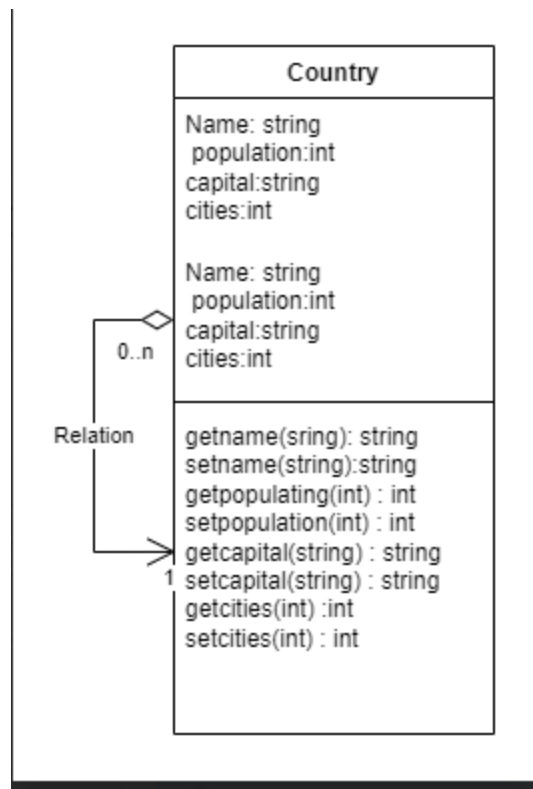 Country
Name: string
population:int
capital:string
cities:int
Name: string
population:int
capital:string
cities:int
0..n
Relation
getname(sring): string
setname(string):string
getpopulating(int) : int
setpopulation(int) : int
getcapital(string) : string
1
setcapital(string) : string
getcities(int) :int
setcities(int) : int